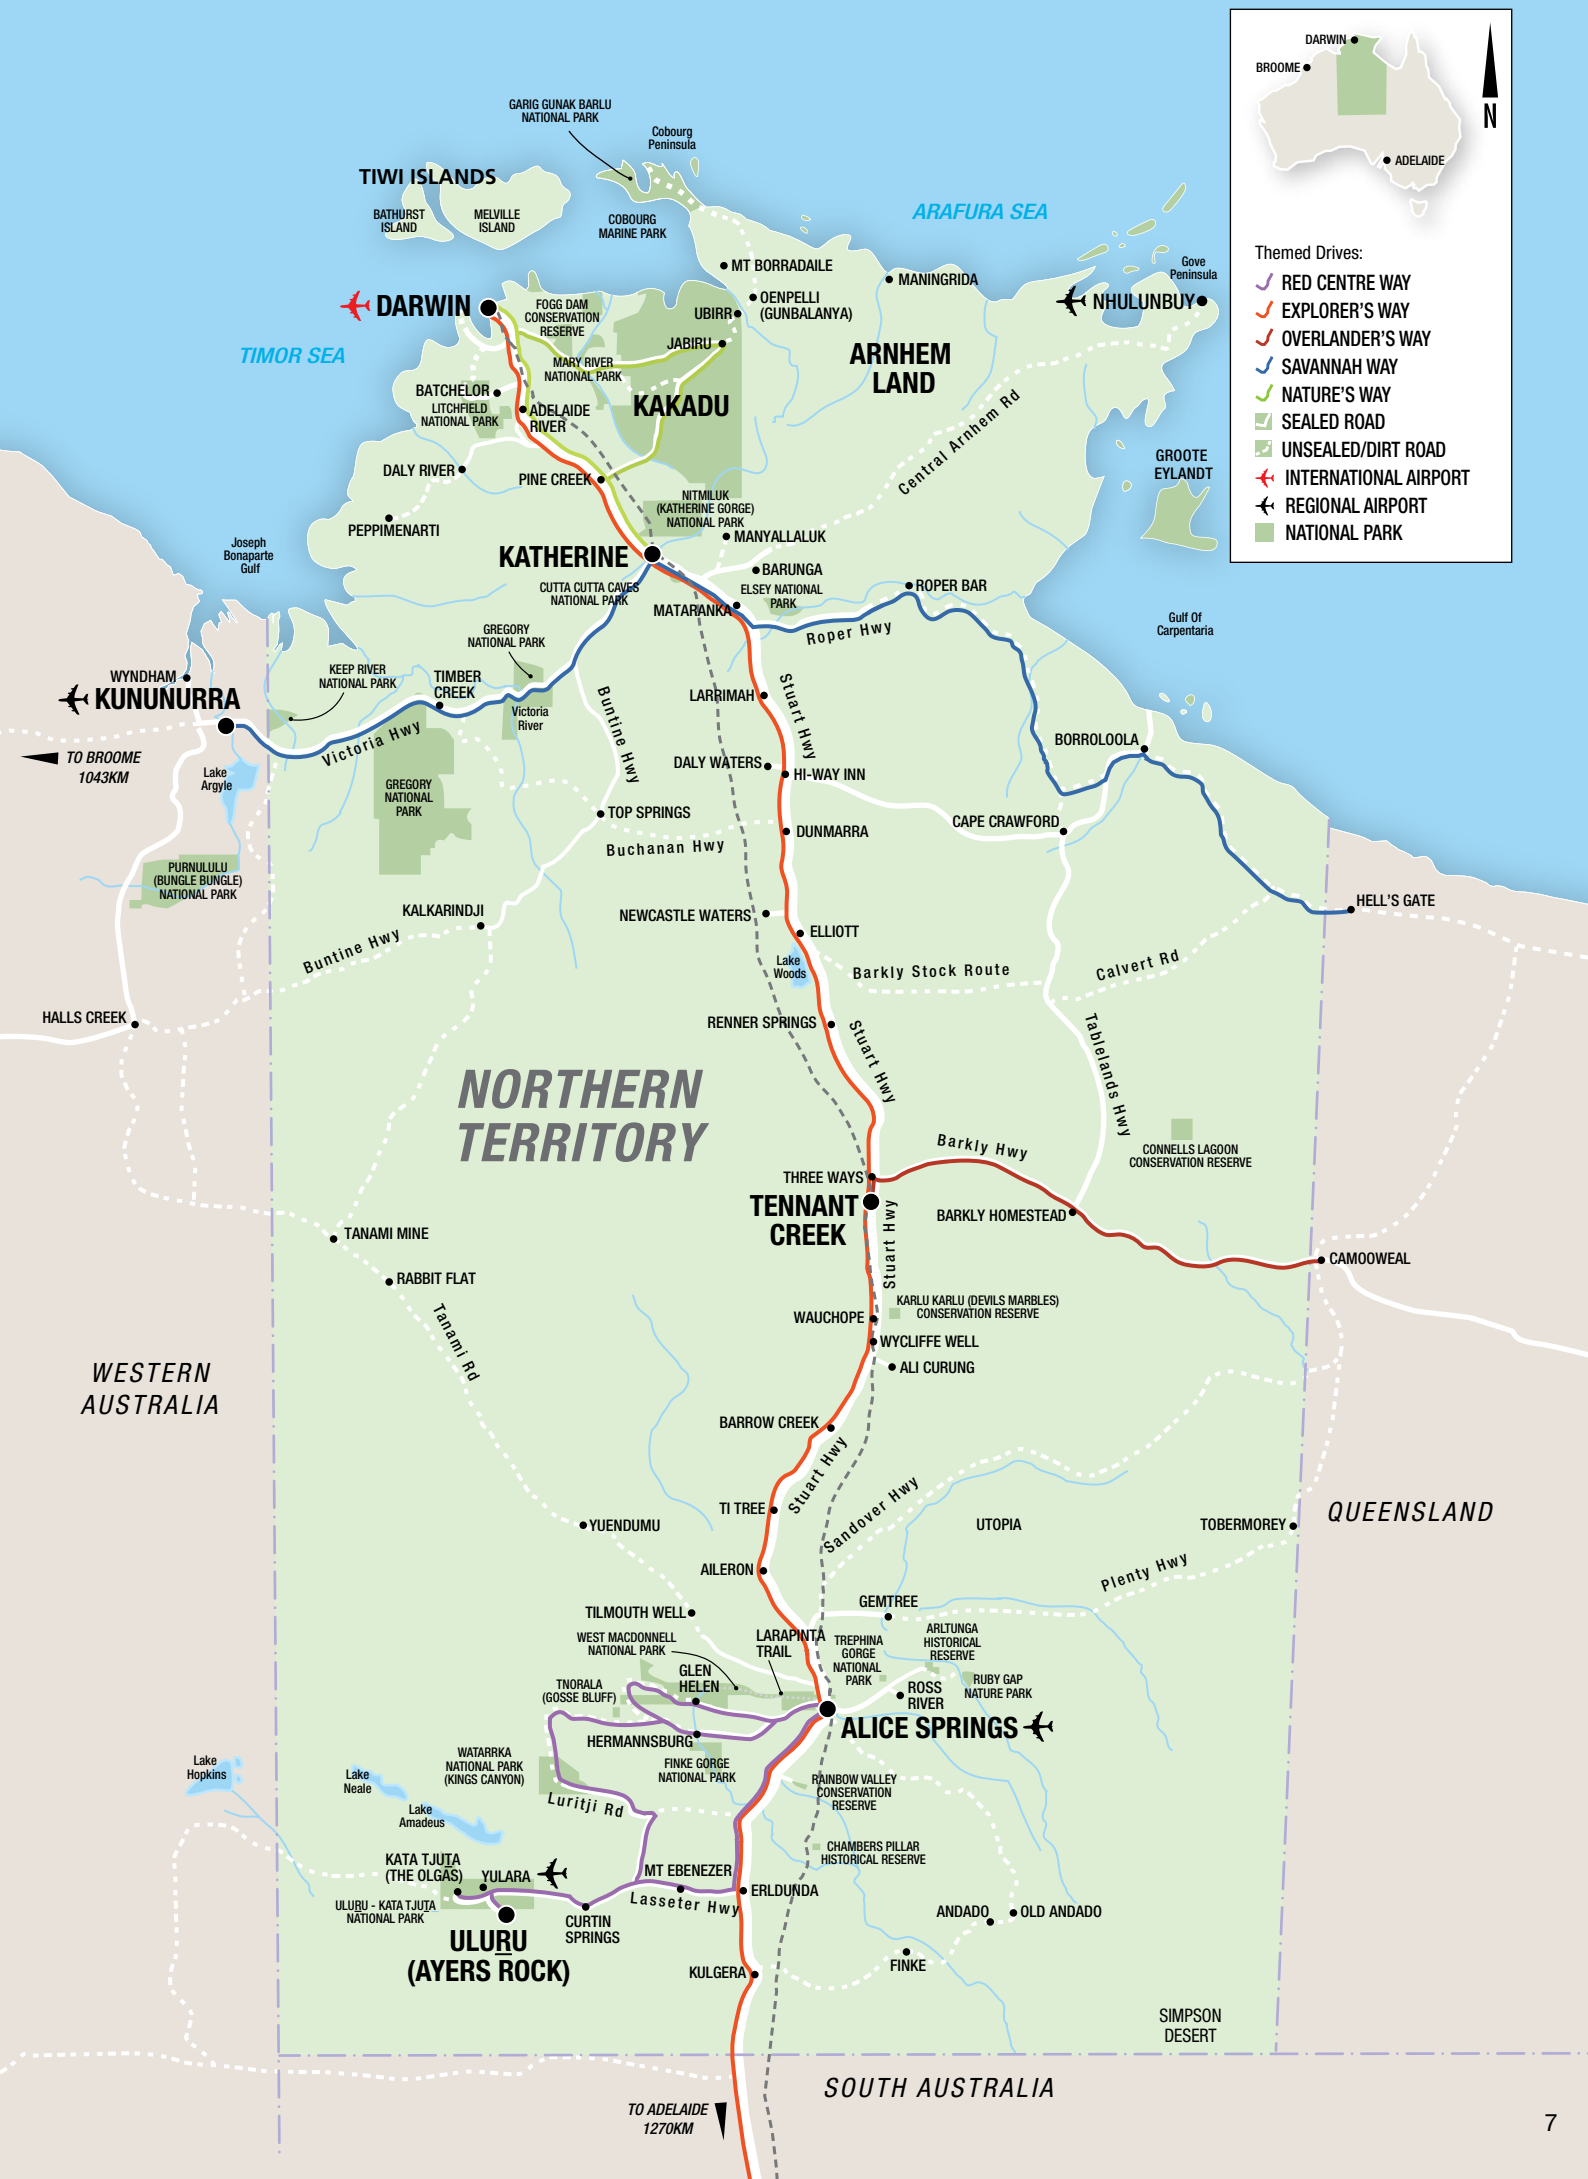 GARIG GUNAK BARLU
NATIONAL PARK
Cobourg
Peninsula
TIWI ISLANDS
BATHURST
ISLAND
MELVILLE
ISLAND
COBOURG
MARINE PARK
ARAFURA SEA
MT BORRADAILE
MANINGRIDA
OENPELLI
(GUNBALANYA)
Gove
Peninsula
NHULUNBUY
DARWIN
FOGG DAM
CONSERVATION
RESERVE
UBIRR
JABIRU
TIMOR SEA
MARY RIVER
NATIONAL PARK
ARNHEM
LAND
BATCHELOR
LITCHFIELD
NATIONAL PARK
ADELAIDE
RIVER
KAKADU
Central Arnhem Rd
DALY RIVER
PINE CREEK
GROOTE
EYLANDT
PEPPIMENARTI
NITMILUK
(KATHERINE GORGE)
NATIONAL PARK
MANYALLALUK
Joseph
Bonaparte
Gulf
KATHERINE
BARUNGA
CUTTA CUTTA CAVES
NATIONAL PARK
ELSEY NATIONAL
PARK
MATARANKA
ROPER BAR
Roper Hwy
Gulf Of
Carpentaria
GREGORY
NATIONAL PARK
KEEP RIVER
NATIONAL PARK
TIMBER
CREEK
WYNDHAM
KUNUNURRA
Victoria
River
Victoria Hwy
Buntine Hwy
LARRIMAH
Stuart Hwy
TO BROOME
1043KM
Lake
Argyle
GREGORY
NATIONAL
PARK
DALY WATERS
HI-WAY INN
BORROLOOLA
TOP SPRINGS
DUNMARRA
CAPE CRAWFORD
Buchanan Hwy
PURNULULU
(BUNGLE BUNGLE)
NATIONAL PARK
KALKARINDJI
NEWCASTLE WATERS
HELL'S GATE
Buntine Hwy
ELLIOTT
Lake
Woods
Barkly Stock Route
Calvert Rd
HALLS CREEK
RENNER SPRINGS
Stuart Hwy
Tablelands Hwy
NORTHERN
TERRITORY
Barkly Hwy
CONNELLS LAGOON
CONSERVATION RESERVE
THREE WAYS
TENNANT
CREEK
Stuart Hwy
BARKLY HOMESTEAD
TANAMI MINE
CAMOOWEAL
RABBIT FLAT
Tanami Rd
KARLU KARLU (DEVILS MARBLES)
CONSERVATION RESERVE
WAUCHOPE
WYCLIFFE WELL
ALI CURUNG
WESTERN
AUSTRALIA
BARROW CREEK
Stuart Hwy
TI TREE
Sandover Hwy
QUEENSLAND
YUENDUMU
UTOPIA
TOBERMOREY
AILERON
Plenty Hwy
TILMOUTH WELL
GEMTREE
WEST MACDONNELL
NATIONAL PARK
LARAPINTA
TRAIL
TREPHINA
GORGE
NATIONAL
PARK
ARLTUNGA
HISTORICAL
RESERVE
GLEN
HELEN
TNORALA
(GOSSE BLUFF)
ROSS
RIVER
RUBY GAP
NATURE PARK
ALICE SPRINGS
HERMANNSBURG
FINKE GORGE
NATIONAL PARK
WATARRKA
NATIONAL PARK
(KINGS CANYON)
Lake
Hopkins
Lake
Neale
RAINBOW VALLEY
CONSERVATION
RESERVE
Luritji Rd
Lake
Amadeus
CHAMBERS PILLAR
HISTORICAL RESERVE
KATA TJUṮA
(THE OLGAS)
YULARA
MT EBENEZER
ERLDUNDA
ULUṞU - KATA TJUṮA
NATIONAL PARK
Lasseter Hwy
CURTIN
SPRINGS
ULUṞU
(AYERS ROCK)
ANDADO
OLD ANDADO
FINKE
KULGERA
SIMPSON
DESERT
SOUTH AUSTRALIA
TO ADELAIDE
1270KM
7
DARWIN
BROOME
ADELAIDE
N
Themed Drives:
RED CENTRE WAY
EXPLORER'S WAY
OVERLANDER'S WAY
SAVANNAH WAY
NATURE'S WAY
SEALED ROAD
UNSEALED/DIRT ROAD
INTERNATIONAL AIRPORT
REGIONAL AIRPORT
NATIONAL PARK